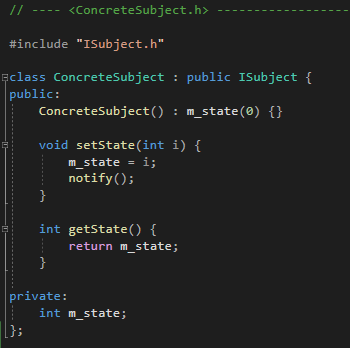 // ---- <ConcreteSubject.h> ------------------
#include "ISubject.h"
class ConcreteSubject : public ISubject {
public:
    ConcreteSubject() : m_state(0) {}
    void setState(int i) {
        m_state = i;
        notify();
    }
    int getState() {
        return m_state;
    }
private:
    int m_state;
};